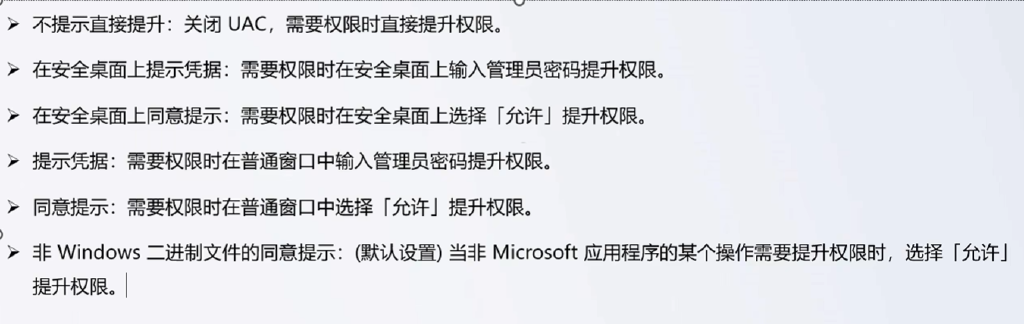 ➢ 不提示直接提升：关闭 UAC，需要权限时直接提升权限。
➢ 在安全桌面上提示凭据：需要权限时在安全桌面上输入管理员密码提升权限。
➢ 在安全桌面上同意提示：需要权限时在安全桌面上选择「允许」提升权限。
➢ 提示凭据：需要权限时在普通窗口中输入管理员密码提升权限。
➢ 同意提示：需要权限时在普通窗口中选择「允许」提升权限。
➢ 非 Windows 二进制文件的同意提示：(默认设置) 当非 Microsoft 应用程序的某个操作需要提升权限时，选择「允许」
提升权限。